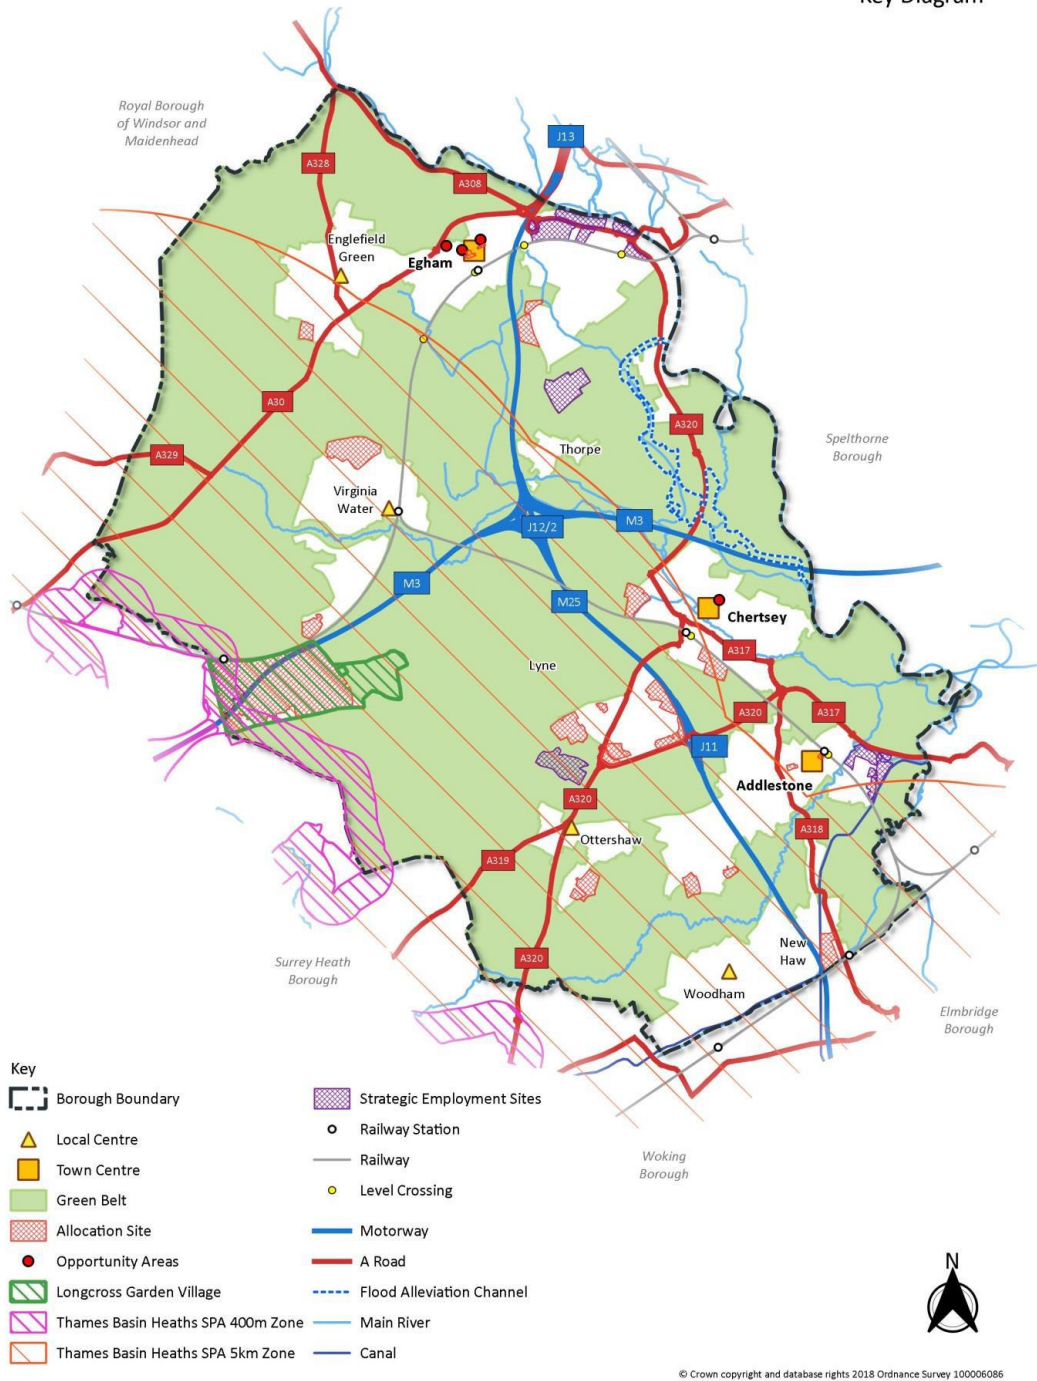 Key Diagram
J13
Royal Borough
of Windsor and
Maidenhead
A328
A308
Englefield
Green
Egham
A30
A320
A329
Thorpe
Spelthorne
Borough
Virginia
Water
J12/2
M3
M3
M25
Chertsey
A317
Lyne
A320
A317
J11
Addlestone
A320
A318
Ottershaw
A319
New
Haw
A320
Surrey Heath
Borough
Woodham
Elmbridge
Borough
Woking
Borough
Key
Borough Boundary
Local Centre
Town Centre
Green Belt
Allocation Site
Opportunity Areas
Longcross Garden Village
Thames Basin Heaths SPA 400m Zone
Thames Basin Heaths SPA 5km Zone
Strategic Employment Sites
Railway Station
Railway
Level Crossing
Motorway
A Road
Flood Alleviation Channel
Main River
Canal
N
© Crown copyright and database rights 2018 Ordnance Survey 100006086